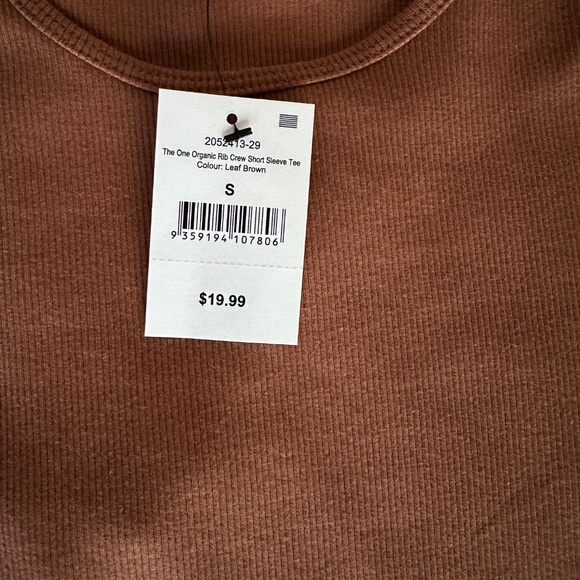 2052413-29
The One Organic Rib Crew Short Sleeve Tee
Colour: Leaf Brown
S
9 359194 107806
$19.99